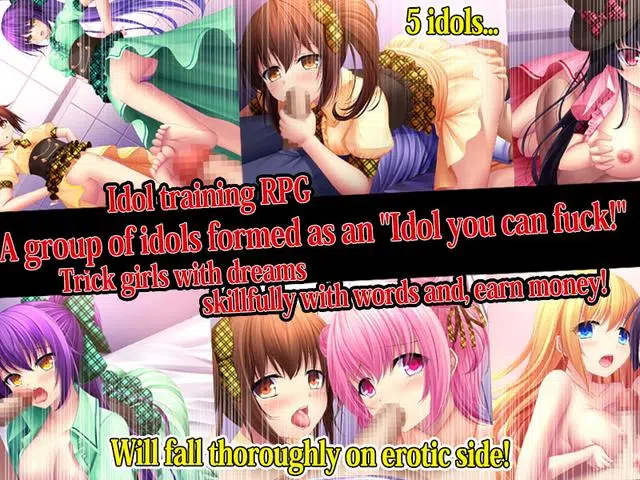 5 idols...
Idol training RPG
A group of idols formed as an "Idol you can fuck!"
Trick girls with dreams
skillfully with words and, earn money!
Will fall thoroughly on erotic side!